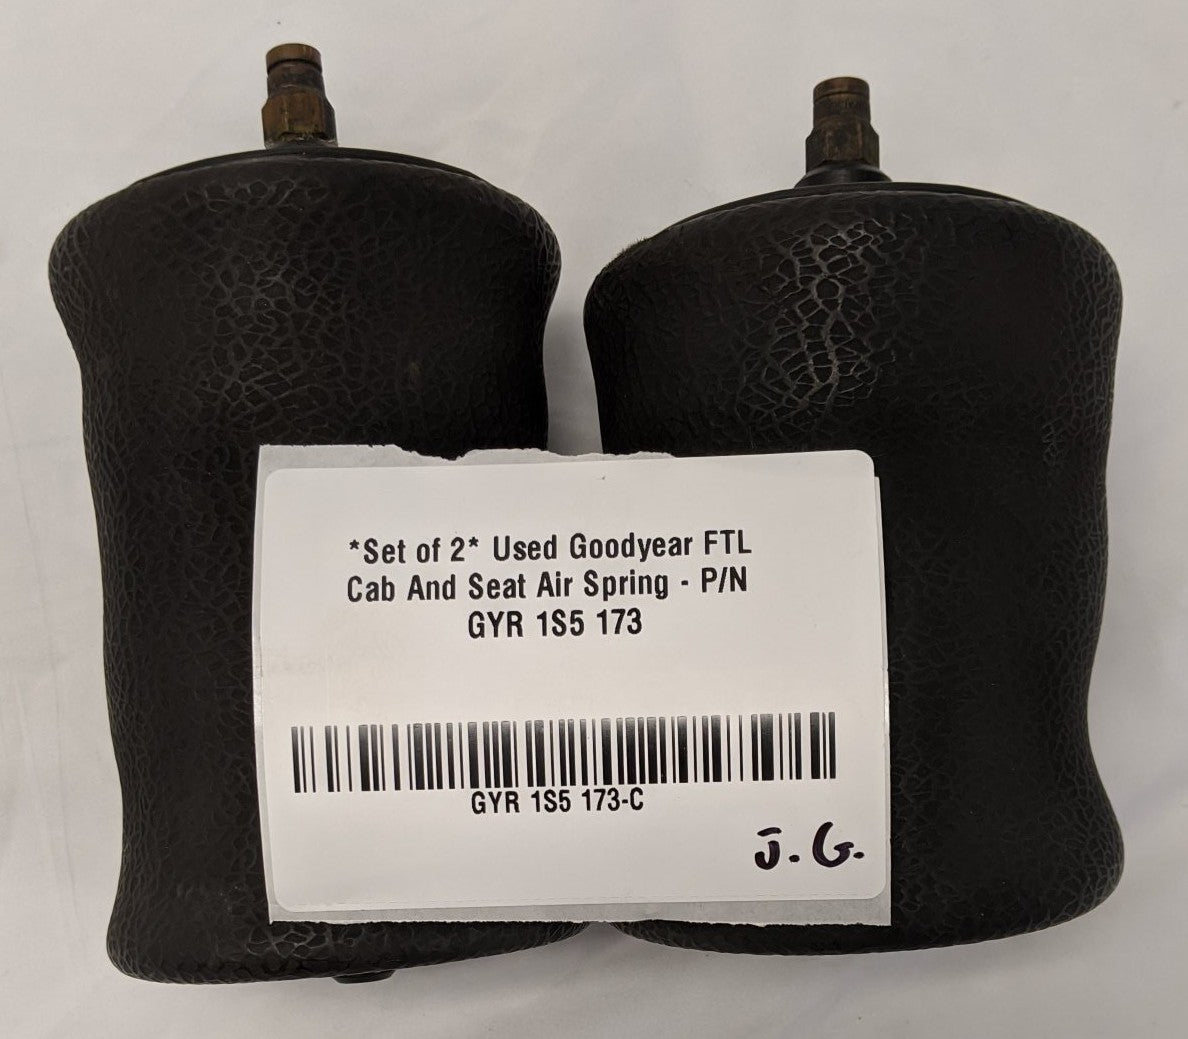 *Set of 2* Used Goodyear FTL
Cab And Seat Air Spring - P/N
GYR 1S5 173
GYR 1S5 173-C
J.G.